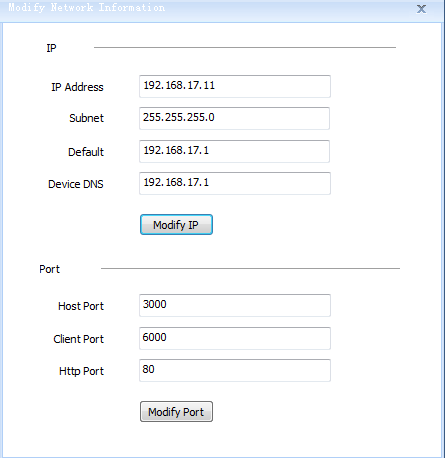 Modify Network Information
IP
IP Address 192.168.17.11
Subnet 255.255.255.0
Default 192.168.17.1
Device DNS 192.168.17.1
Modify IP
Port
Host Port 3000
Client Port 6000
Http Port 80
Modify Port